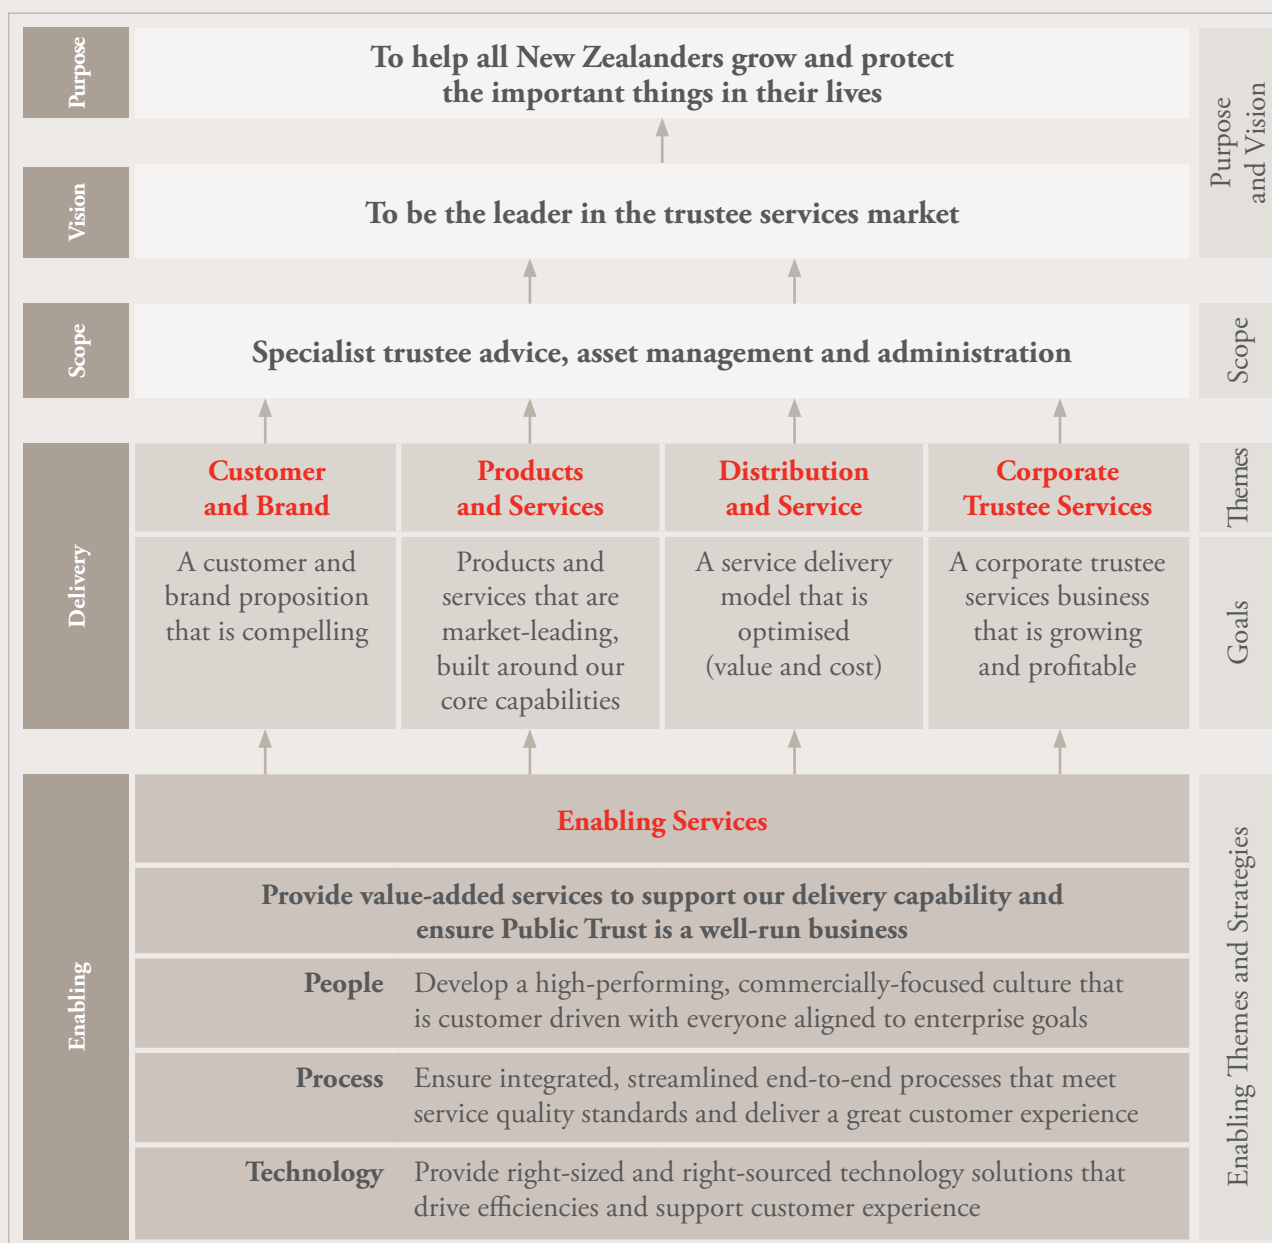 Purpose
To help all New Zealanders grow and protect
the important things in their lives
Purpose
and Vision
Vision
To be the leader in the trustee services market
Scope
Specialist trustee advice, asset management and administration
Scope
Delivery
Customer
and Brand
Products
and Services
Distribution
and Service
Corporate
Trustee Services
Themes
A customer and
brand proposition
that is compelling
Products and
services that are
market-leading,
built around our
core capabilities
A service delivery
model that is
optimised
(value and cost)
A corporate trustee
services business
that is growing
and profitable
Goals
Enabling
Enabling Services
Provide value-added services to support our delivery capability and
ensure Public Trust is a well-run business
People Develop a high-performing, commercially-focused culture that
is customer driven with everyone aligned to enterprise goals
Process Ensure integrated, streamlined end-to-end processes that meet
service quality standards and deliver a great customer experience
Technology Provide right-sized and right-sourced technology solutions that
drive efficiencies and support customer experience
Enabling Themes and Strategies